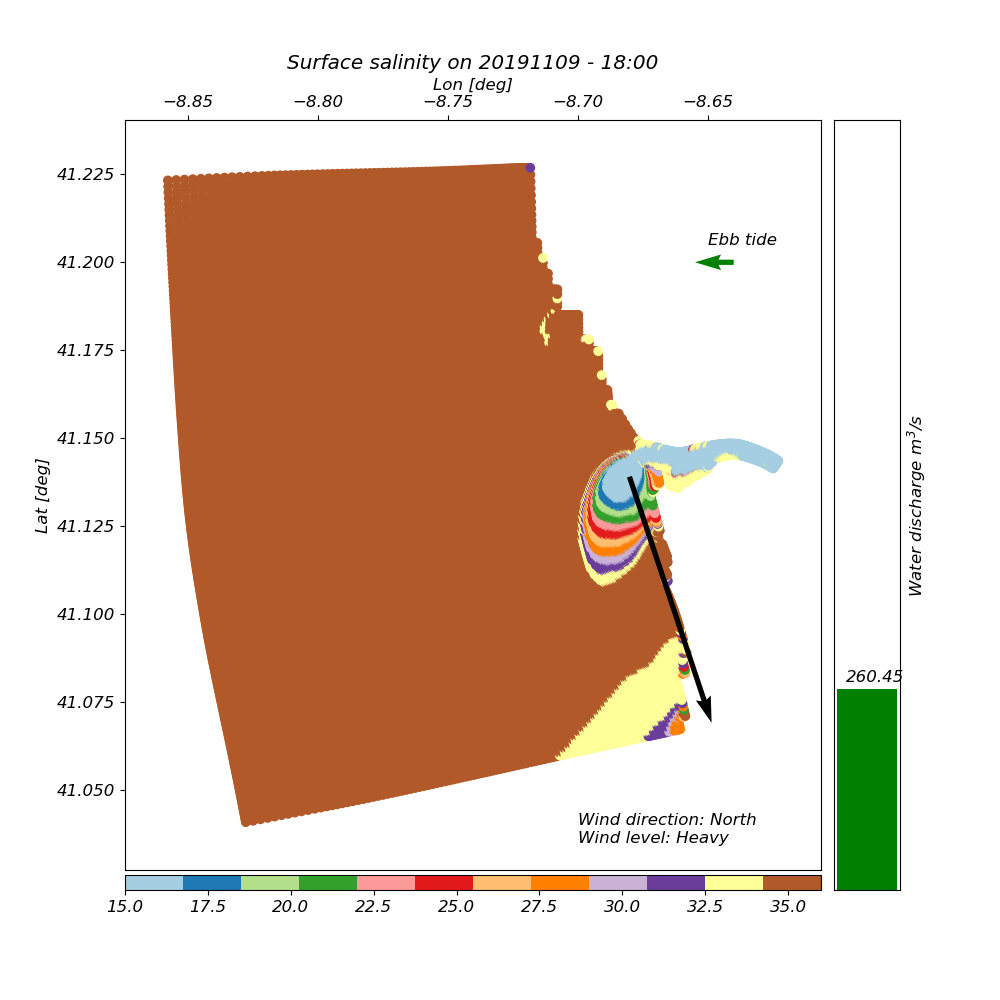 Surface salinity on 20191109 - 18:00
Lon [deg]
−8.85 −8.80 −8.75 −8.70 −8.65
41.225
41.200
41.175
41.150
41.125
41.100
41.075
41.050
Lat [deg]
Ebb tide
Wind direction: North
Wind level: Heavy
15.0 17.5 20.0 22.5 25.0 27.5 30.0 32.5 35.0
260.45
Water discharge m³/s